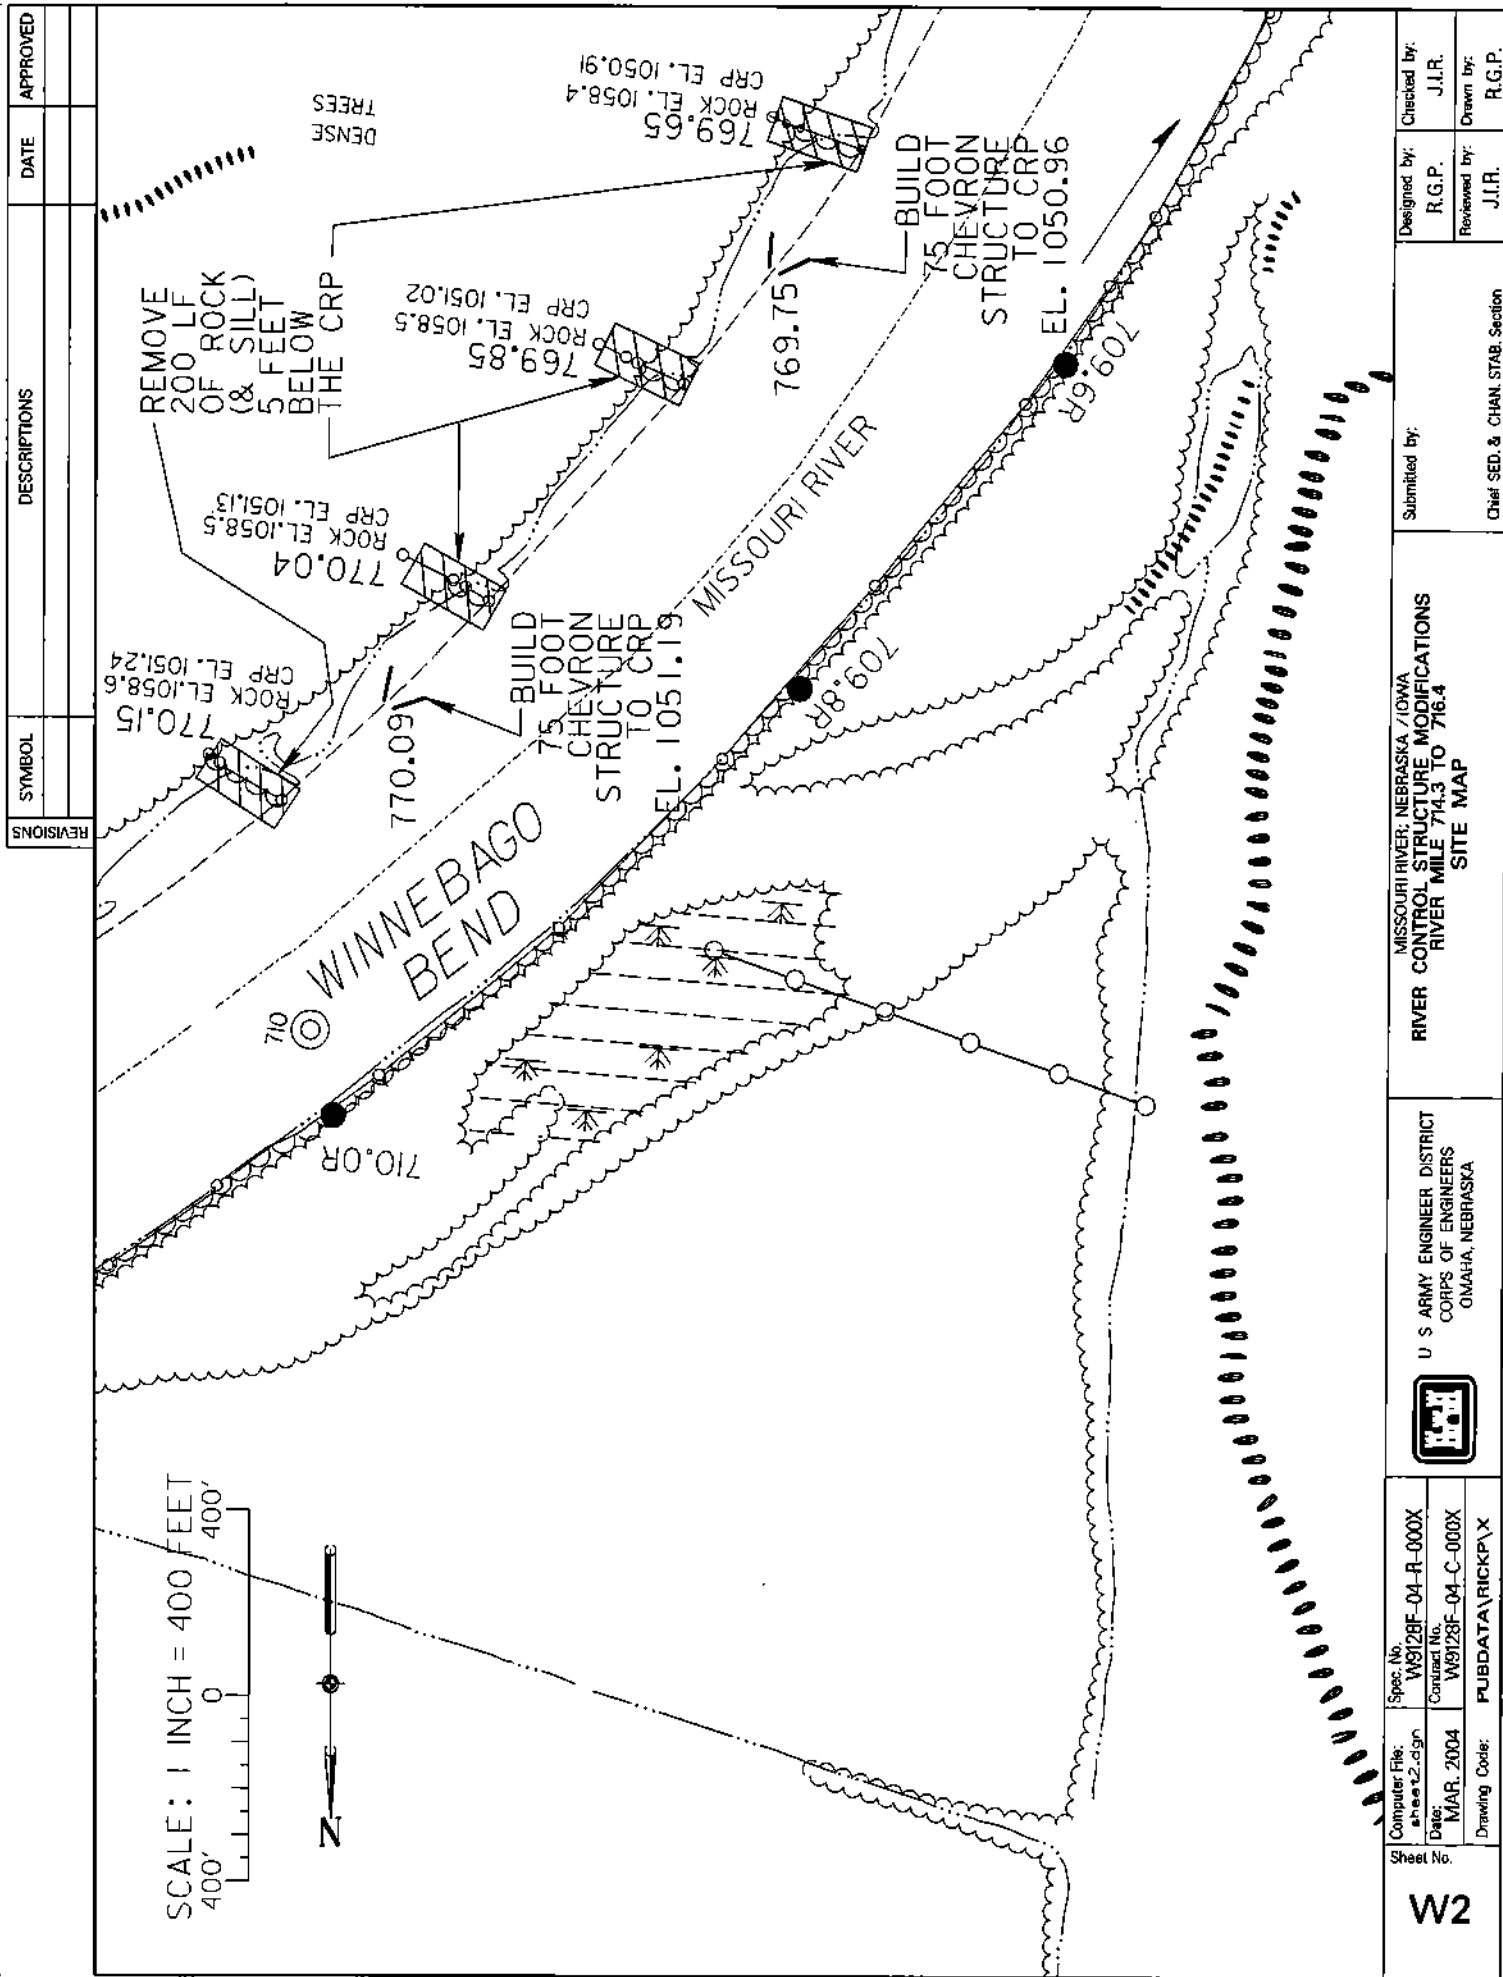 REVISIONS
SYMBOL
DESCRIPTIONS
DATE
APPROVED
REMOVE
200 LF
OF ROCK
(& SILL)
5 FEET
BELOW
THE CRP
DENSE
TREES
770.15
ROCK EL.1058.6
CRP EL. 1051.24
770.04
ROCK EL.1058.5
CRP EL. 1051.13
769.85
ROCK EL. 1058.5
CRP EL. 1051.02
769.65
ROCK EL. 1058.4
CRP EL. 1050.91
770.09
BUILD
75 FOOT
CHEVRON
STRUCTURE
TO CRP
EL. 1051.19
769.75
BUILD
75 FOOT
CHEVRON
STRUCTURE
TO CRP
EL. 1050.96
WINNEBAGO
BEND
MISSOURI RIVER
710
710.0R
709.8R
709.6R
SCALE: 1 INCH = 400 FEET
400' 0 400'
N
Sheet No.
W2
Computer File:
sheet2.dgn
Spec. No.
W9128F-04-R-000X
Date:
MAR. 2004
Contract No.
W9128F-04-C-000X
Drawing Code: PUBDATA\RICKP\X
U S ARMY ENGINEER DISTRICT
CORPS OF ENGINEERS
OMAHA, NEBRASKA
MISSOURI RIVER; NEBRASKA / IOWA
RIVER CONTROL STRUCTURE MODIFICATIONS
RIVER MILE 714.3 TO 716.4
SITE MAP
Submitted by:
Chief SED. & CHAN. STAB. Section
Designed by:
R.G.P.
Checked by:
J.I.R.
Reviewed by:
J.I.R.
Drawn by:
R.G.P.